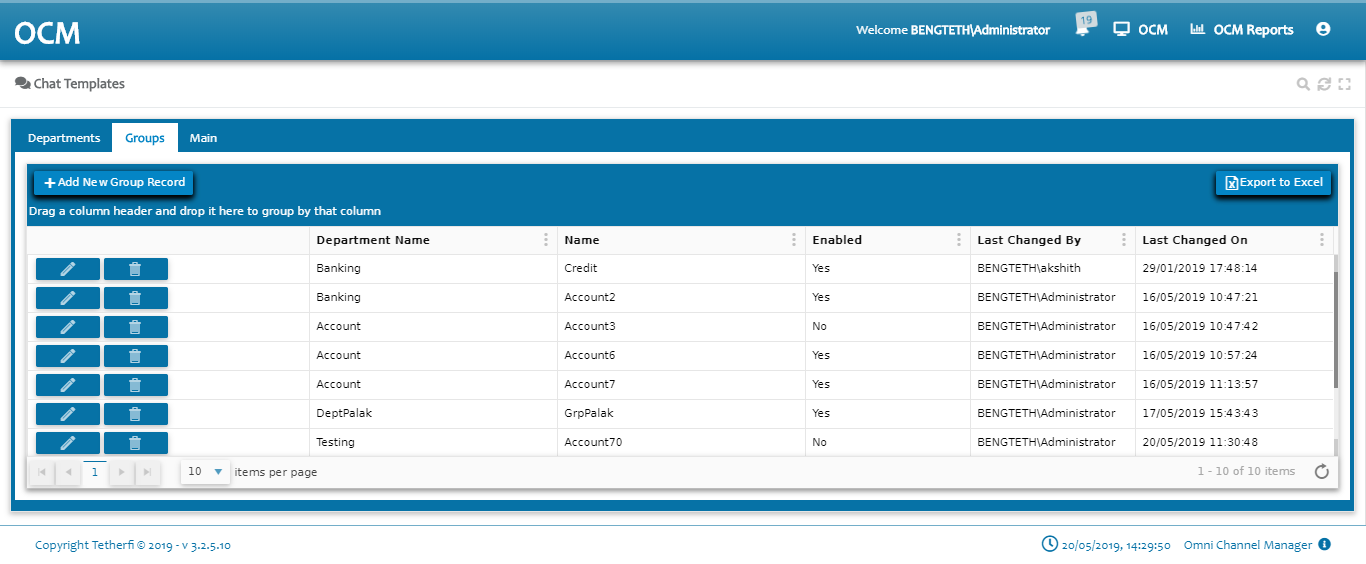 OCM Welcome BENGTETH\Administrator 19 OCM OCM Reports
Chat Templates
Departments Groups Main
Add New Group Record Export to Excel
Drag a column header and drop it here to group by that column
Department Name Name Enabled Last Changed By Last Changed On
Banking Credit Yes BENGTETH\akshith 29/01/2019 17:48:14
Banking Account2 Yes BENGTETH\Administrator 16/05/2019 10:47:21
Account Account3 No BENGTETH\Administrator 16/05/2019 10:47:42
Account Account6 Yes BENGTETH\Administrator 16/05/2019 10:57:24
Account Account7 Yes BENGTETH\Administrator 16/05/2019 11:13:57
DeptPalak GrpPalak Yes BENGTETH\Administrator 17/05/2019 15:43:43
Testing Account70 No BENGTETH\Administrator 20/05/2019 11:30:48
1 10 items per page 1 - 10 of 10 items
Copyright Tetherfi © 2019 - v 3.2.5.10 20/05/2019, 14:29:50 Omni Channel Manager